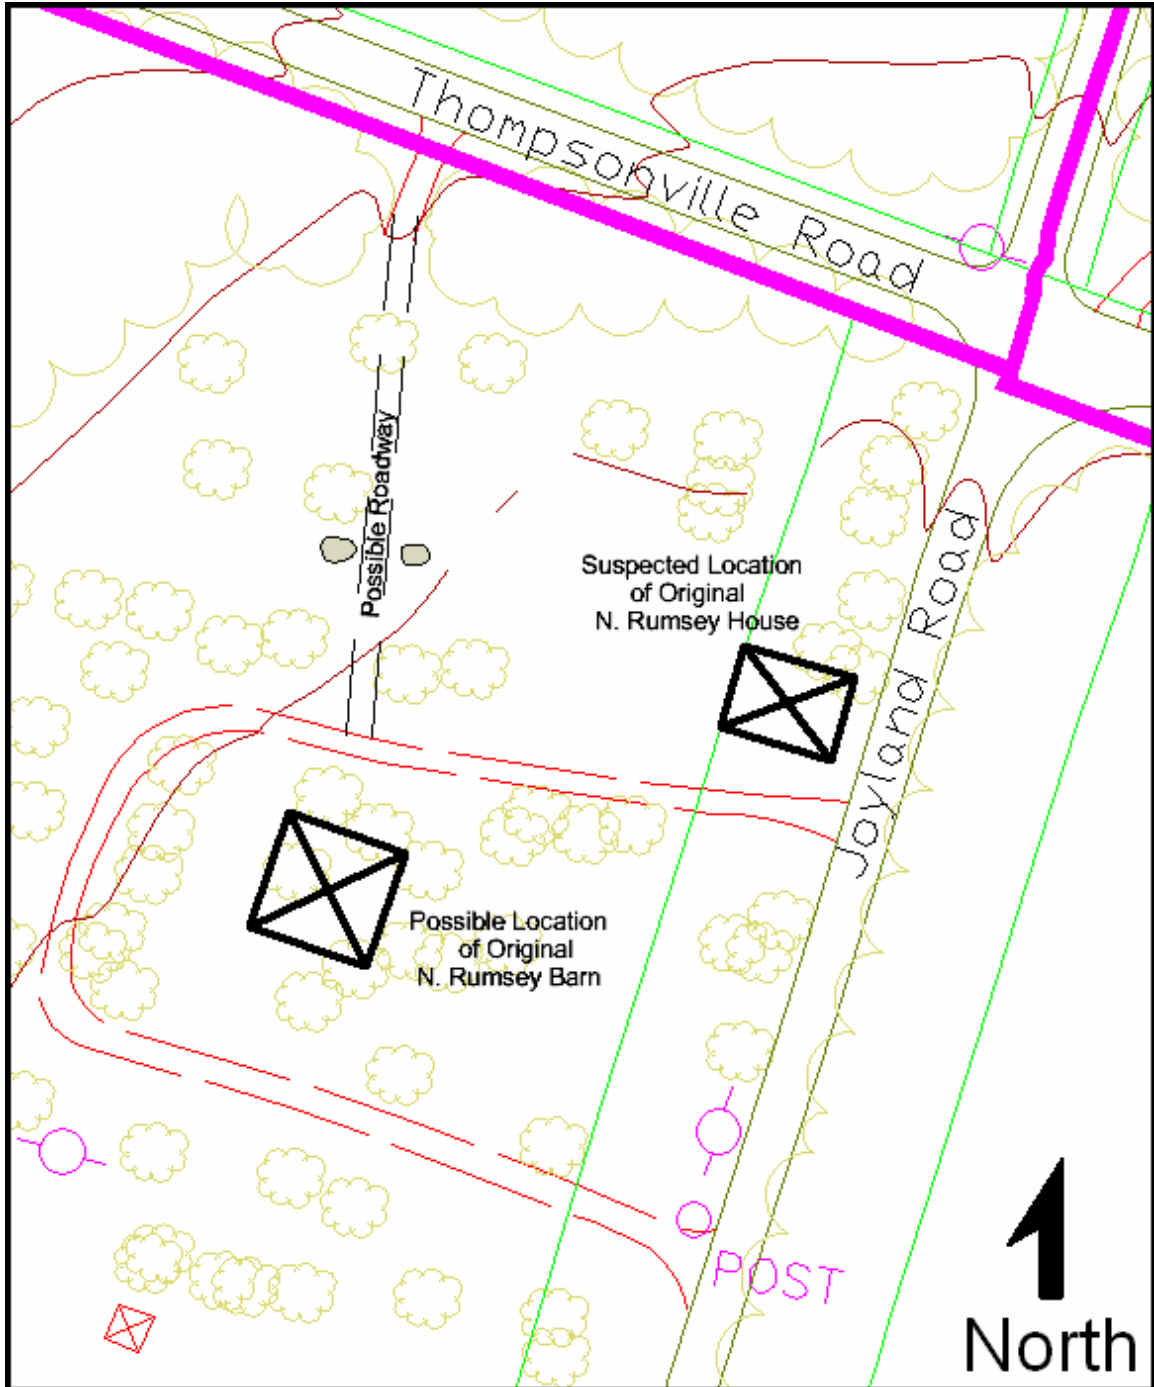 Thompsonville Road
Possible Roadway
Suspected Location
of Original
N. Rumsey House
Joyland Road
Possible Location
of Original
N. Rumsey Barn
POST
North